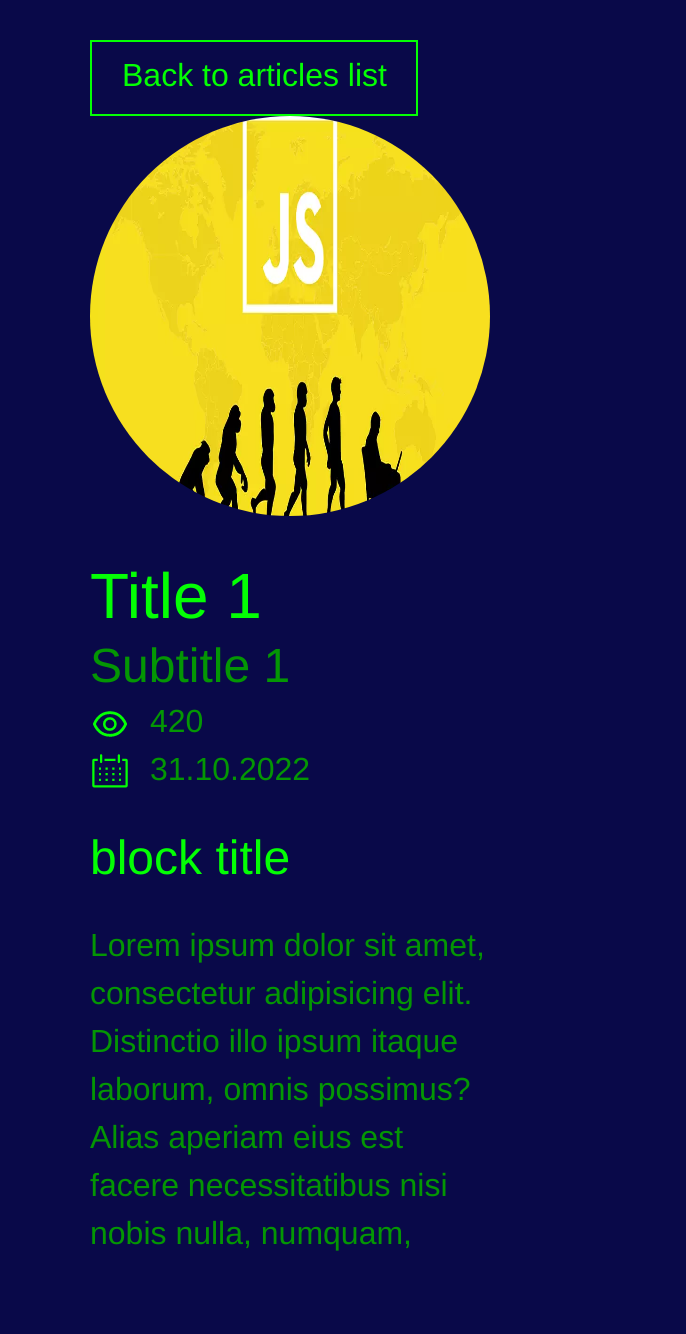 Back to articles list
JS
Title 1
Subtitle 1
420
31.10.2022
block title
Lorem ipsum dolor sit amet,
consectetur adipisicing elit.
Distinctio illo ipsum itaque
laborum, omnis possimus?
Alias aperiam eius est
facere necessitatibus nisi
nobis nulla, numquam,